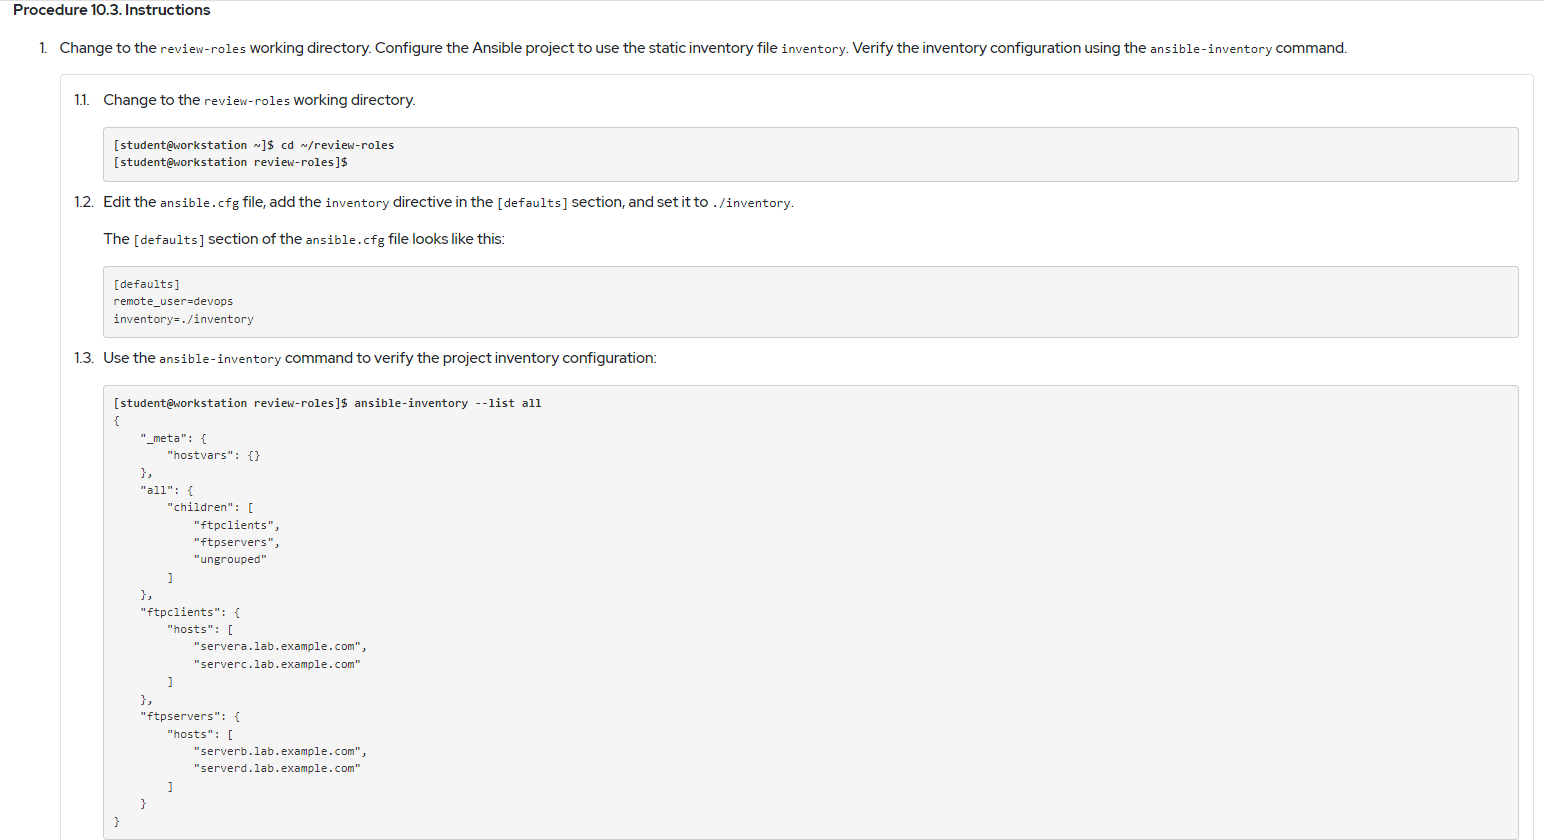 Procedure 10.3. Instructions
1. Change to the review-roles working directory. Configure the Ansible project to use the static inventory file inventory. Verify the inventory configuration using the ansible-inventory command.
1.1. Change to the review-roles working directory.
[student@workstation ~]$ cd ~/review-roles
[student@workstation review-roles]$
1.2. Edit the ansible.cfg file, add the inventory directive in the [defaults] section, and set it to ./inventory.
The [defaults] section of the ansible.cfg file looks like this:
[defaults]
remote_user=devops
inventory=./inventory
1.3. Use the ansible-inventory command to verify the project inventory configuration:
[student@workstation review-roles]$ ansible-inventory --list all
{
    "_meta": {
        "hostvars": {}
    },
    "all": {
        "children": [
            "ftpclients",
            "ftpservers",
            "ungrouped"
        ]
    },
    "ftpclients": {
        "hosts": [
            "servera.lab.example.com",
            "serverc.lab.example.com"
        ]
    },
    "ftpservers": {
        "hosts": [
            "serverb.lab.example.com",
            "serverd.lab.example.com"
        ]
    }
}